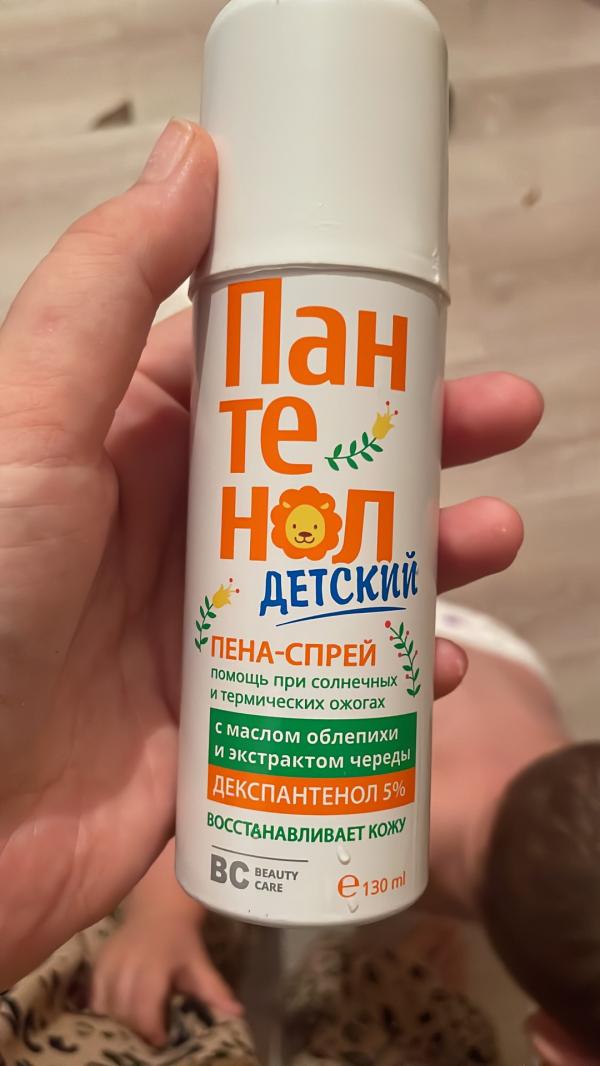 Пан
те
нол
ДЕТСКИЙ
ПЕНА-СПРЕЙ
помощь при солнечных
и термических ожогах
с маслом облепихи
и экстрактом череды
ДЕКСПАНТЕНОЛ 5%
ВОССТАНАВЛИВАЕТ КОЖУ
BC BEAUTY
CARE
℮ 130 ml